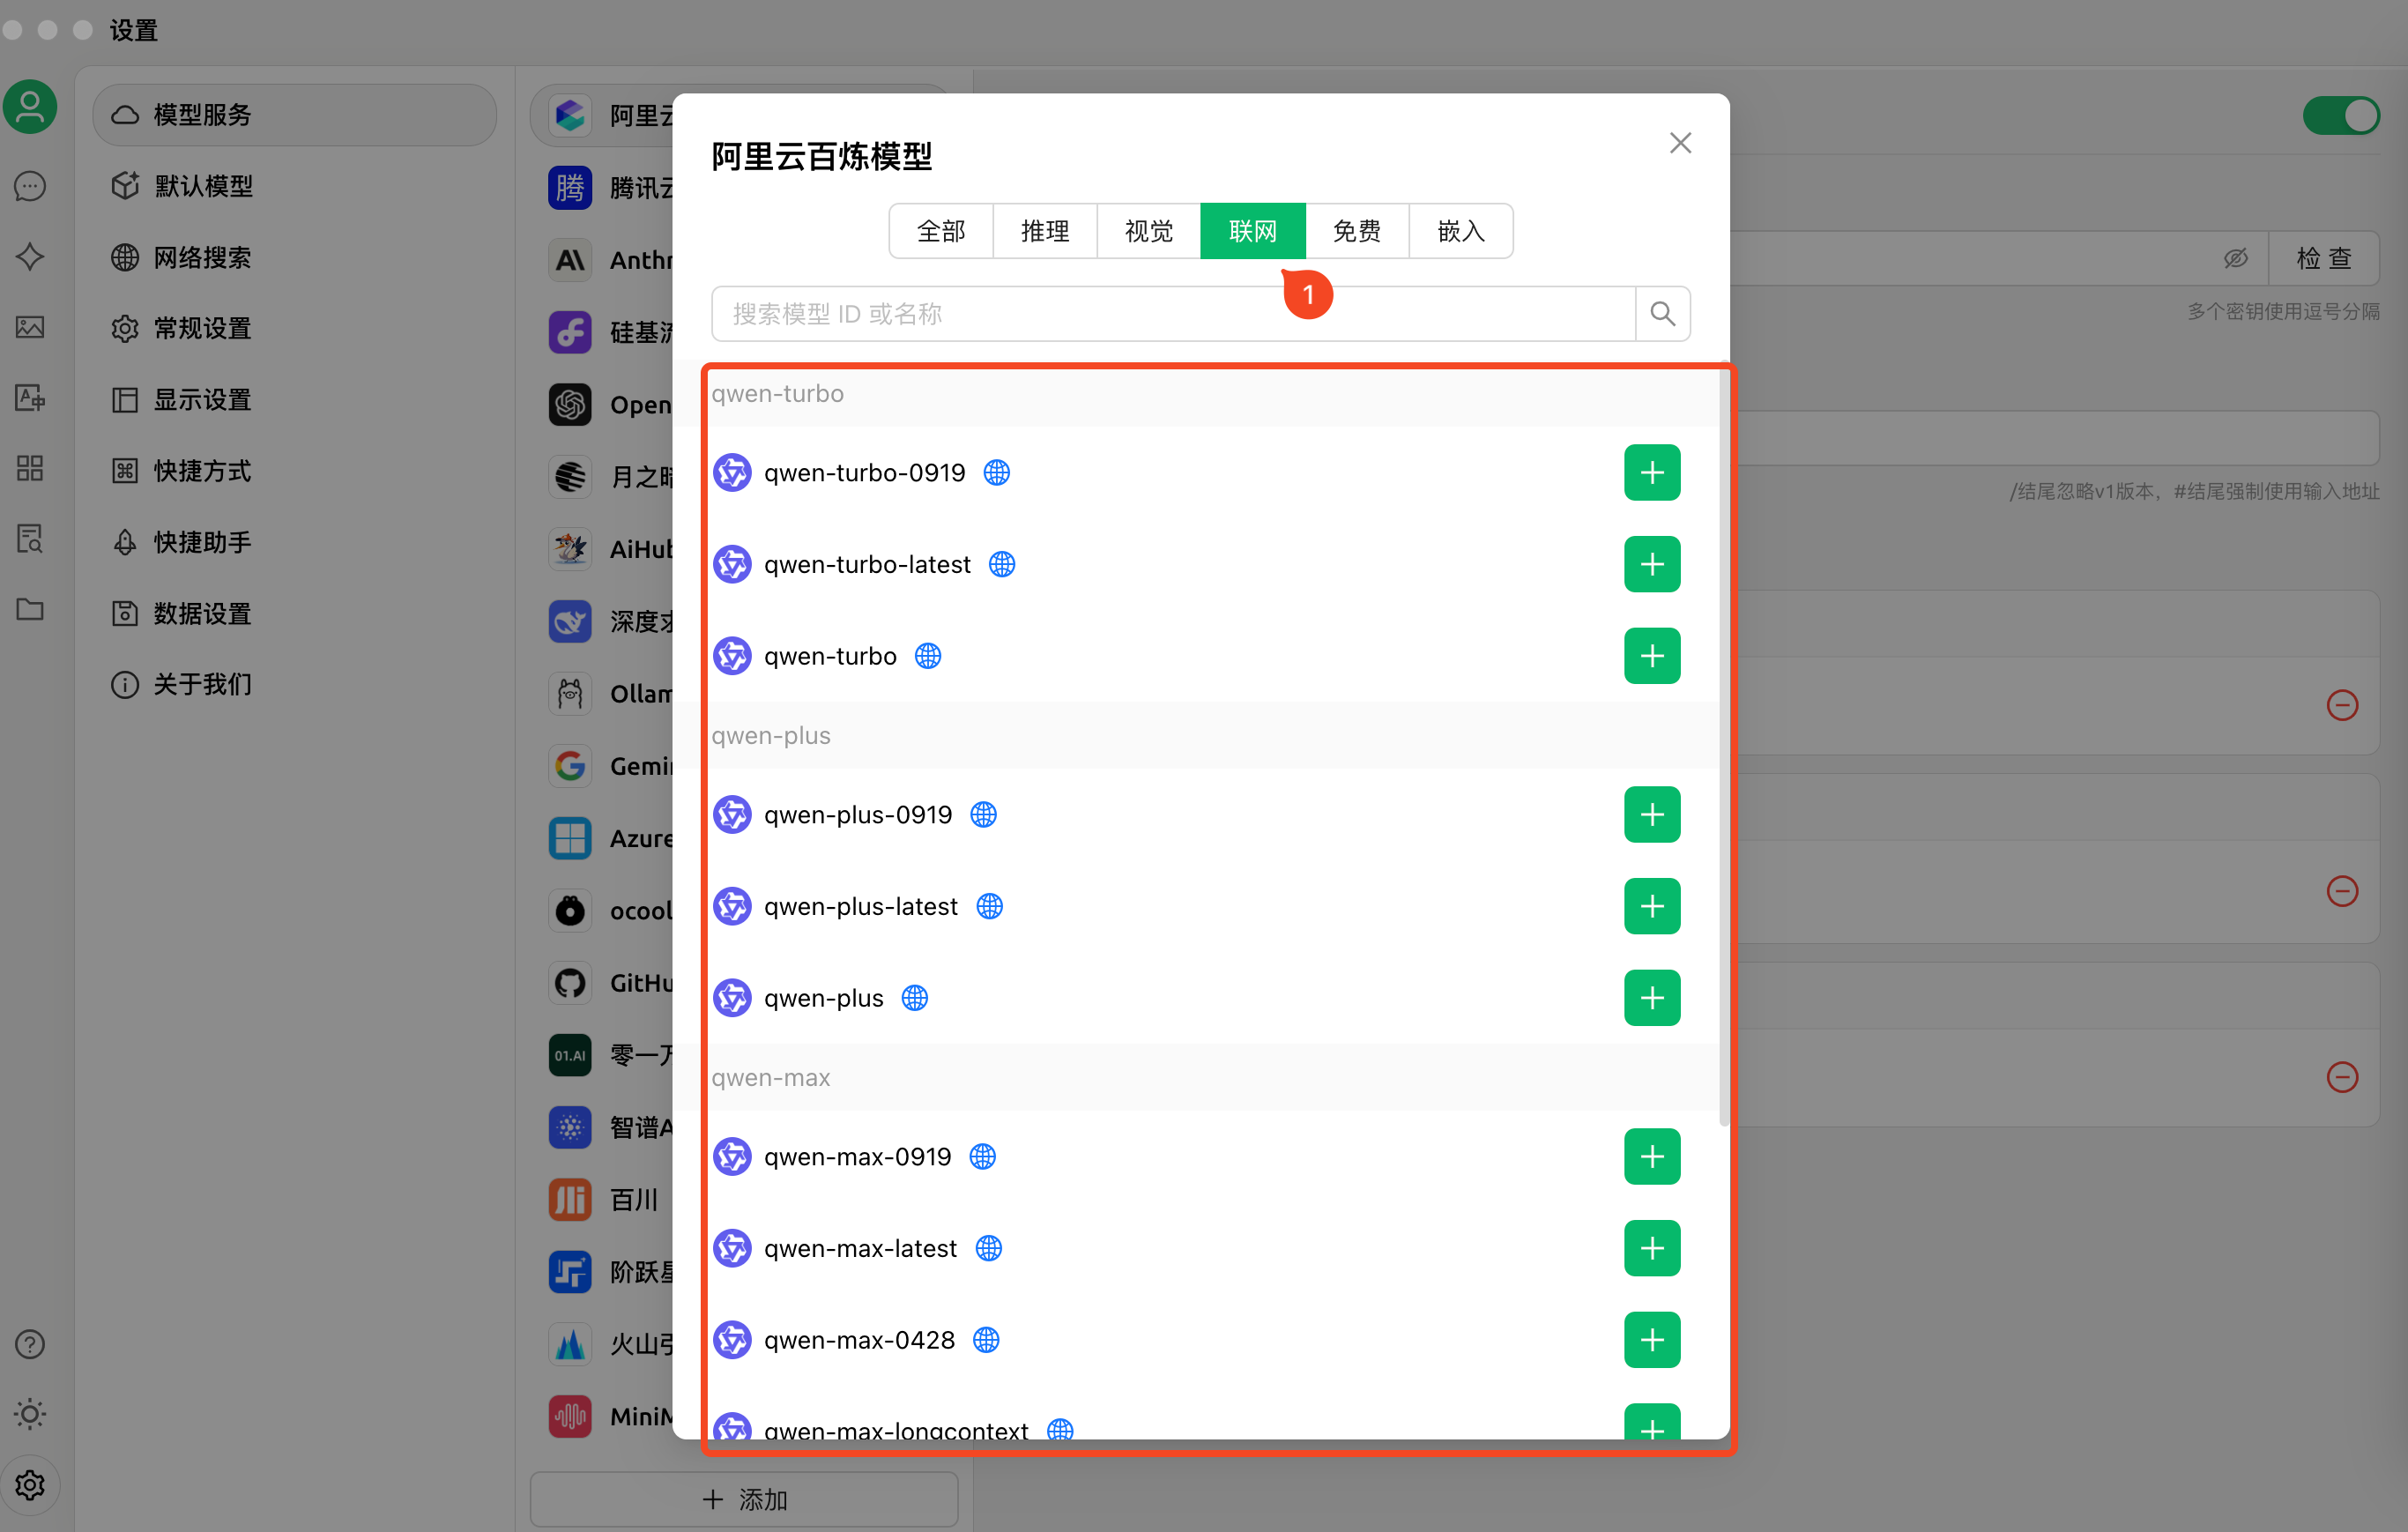 设置
模型服务
默认模型
网络搜索
常规设置
显示设置
快捷方式
快捷助手
数据设置
关于我们
阿里云
腾
腾讯云
Anthr
硅基
Open
月之
AiHub
深度
Ollam
Gemi
Azure
ocool
GitHu
01.AI
零一
智谱A
百川
阶跃
火山
MiniM
添加
阿里云百炼模型
全部
推理
视觉
联网
免费
嵌入
1
搜索模型 ID 或名称
qwen-turbo
qwen-turbo-0919
qwen-turbo-latest
qwen-turbo
qwen-plus
qwen-plus-0919
qwen-plus-latest
qwen-plus
qwen-max
qwen-max-0919
qwen-max-latest
qwen-max-0428
qwen-max-longcontext
检 查
多个密钥使用逗号分隔
/结尾忽略v1版本，#结尾强制使用输入地址